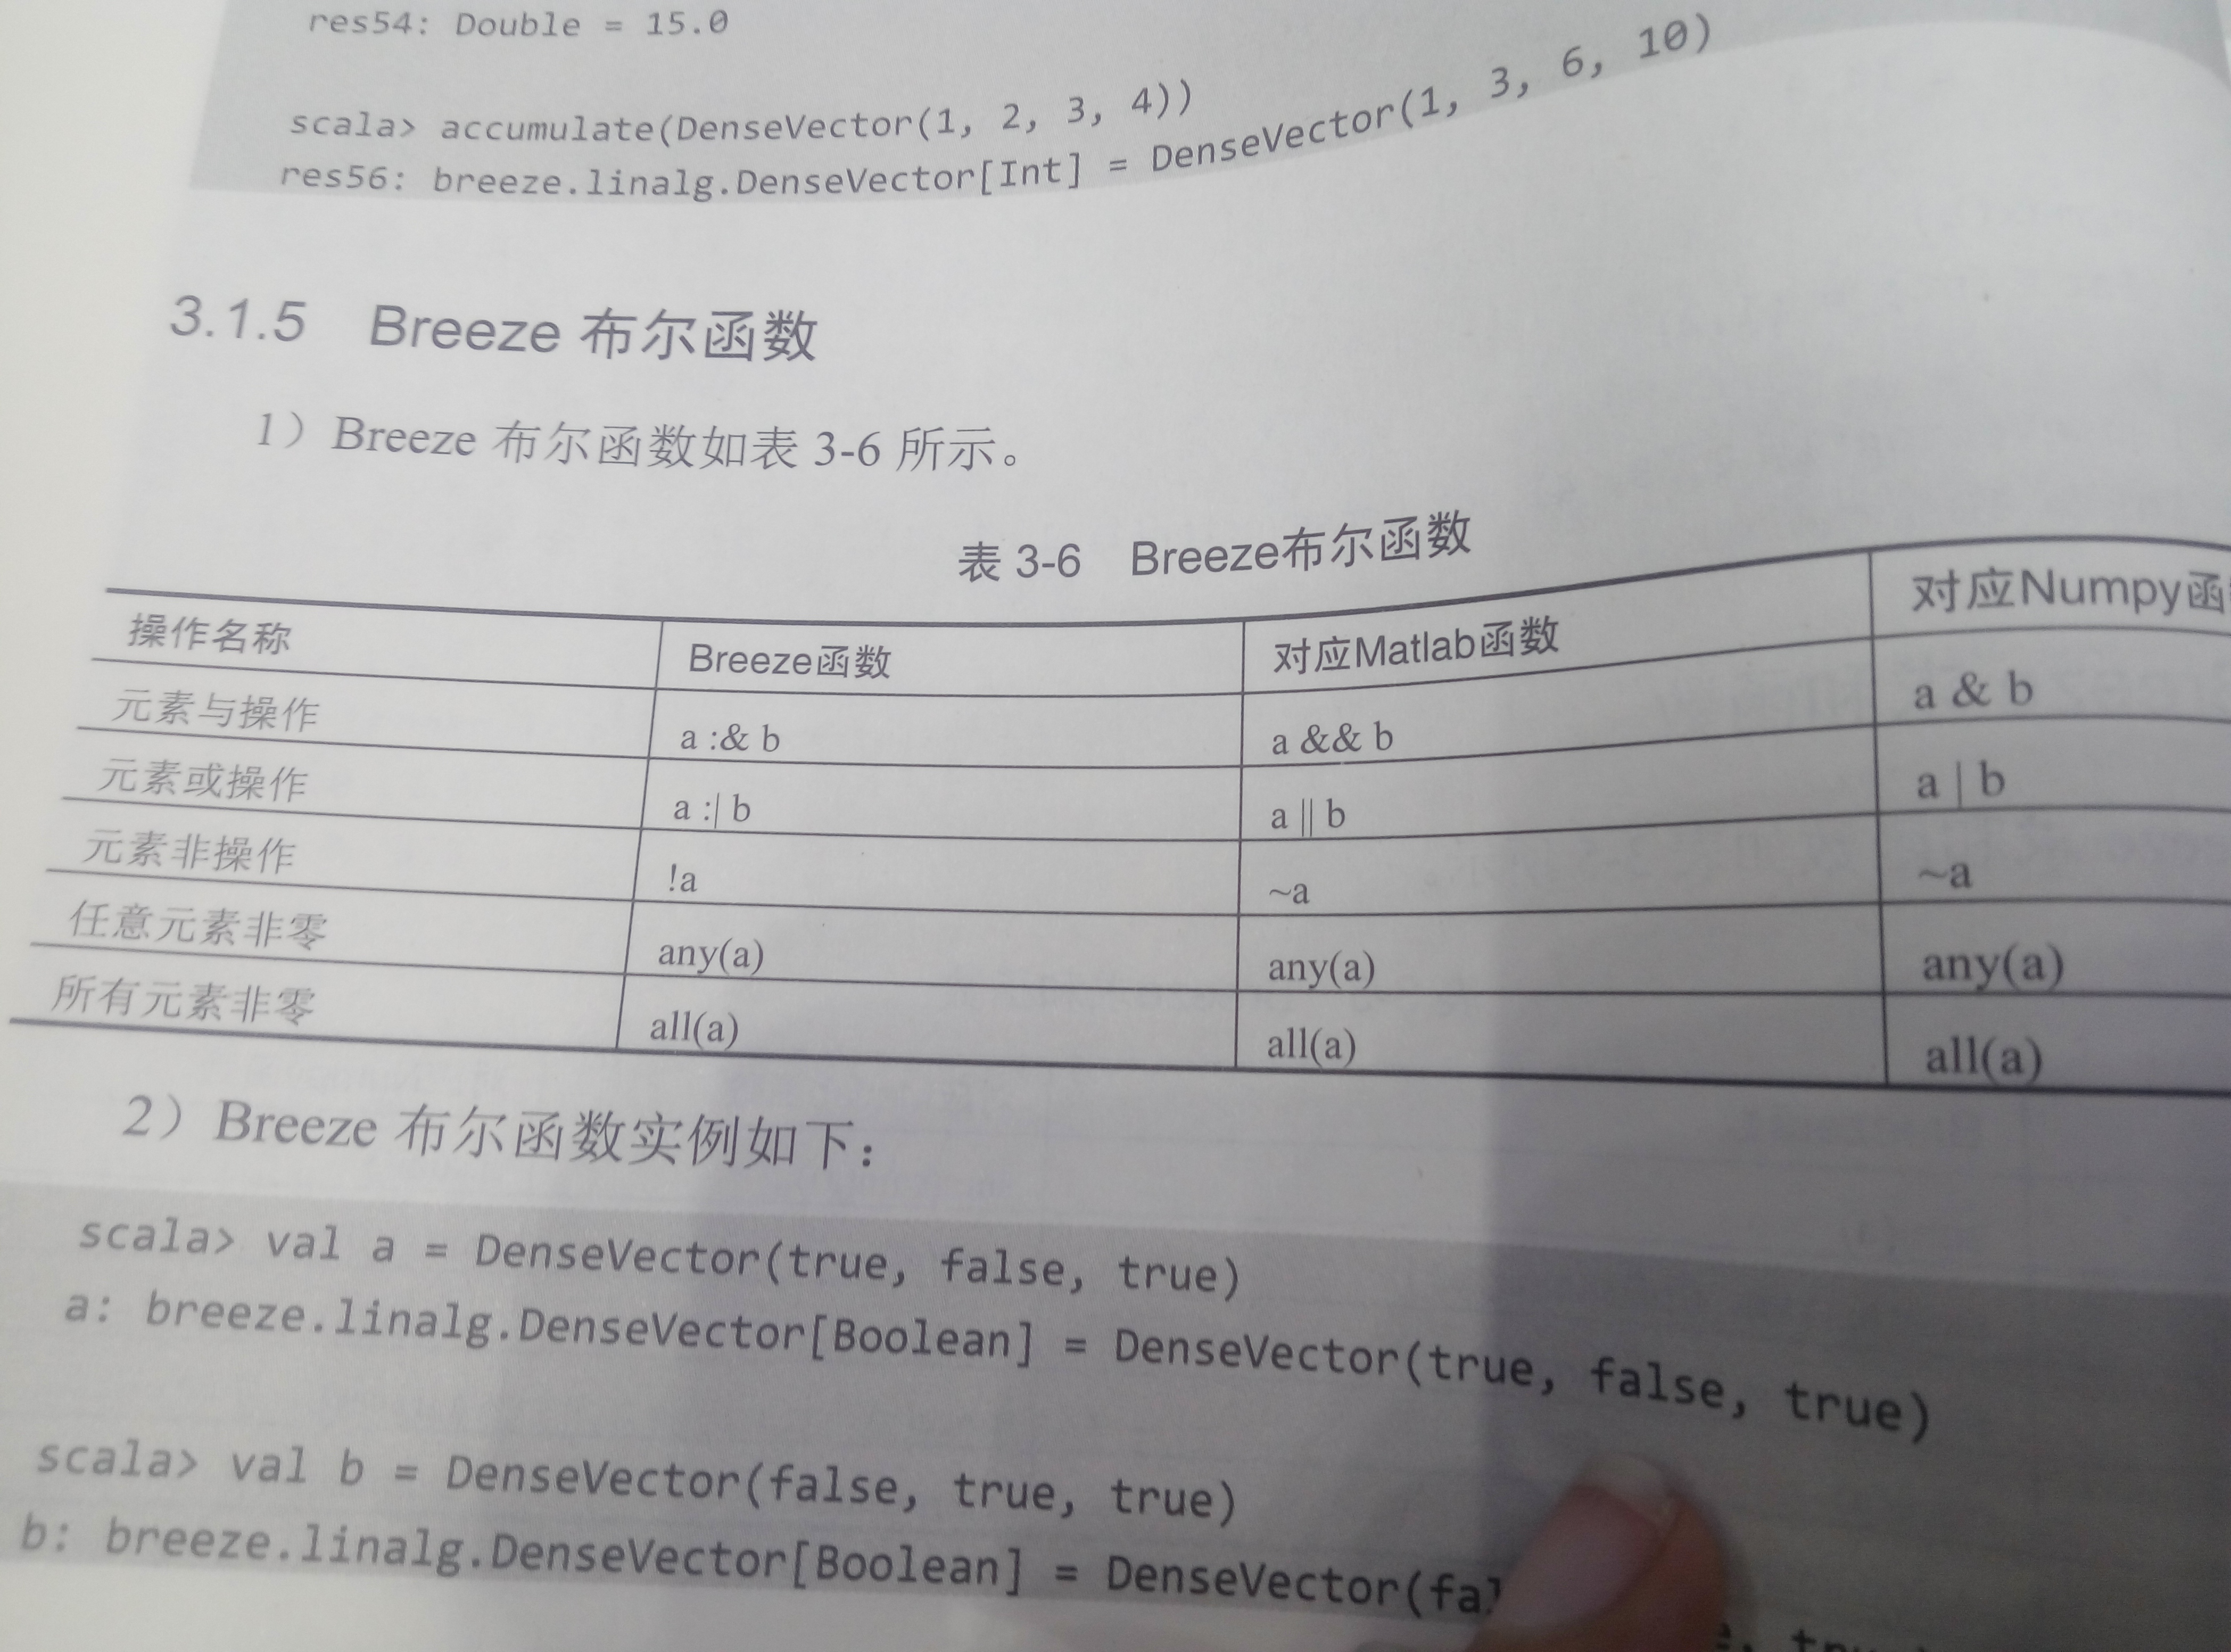 res54: Double = 15.0
scala> accumulate(DenseVector(1, 2, 3, 4))
res56: breeze.linalg.DenseVector[Int] = DenseVector(1, 3, 6, 10)
3.1.5 Breeze 布尔函数
1）Breeze 布尔函数如表 3-6 所示。
表 3-6 Breeze布尔函数
操作名称 Breeze函数 对应Matlab函数 对应Numpy函
元素与操作 a :& b a && b a & b
元素或操作 a :| b a || b a | b
元素非操作 !a ~a ~a
任意元素非零 any(a) any(a) any(a)
所有元素非零 all(a) all(a) all(a)
2）Breeze 布尔函数实例如下：
scala> val a = DenseVector(true, false, true)
a: breeze.linalg.DenseVector[Boolean] = DenseVector(true, false, true)
scala> val b = DenseVector(false, true, true)
b: breeze.linalg.DenseVector[Boolean] = DenseVector(